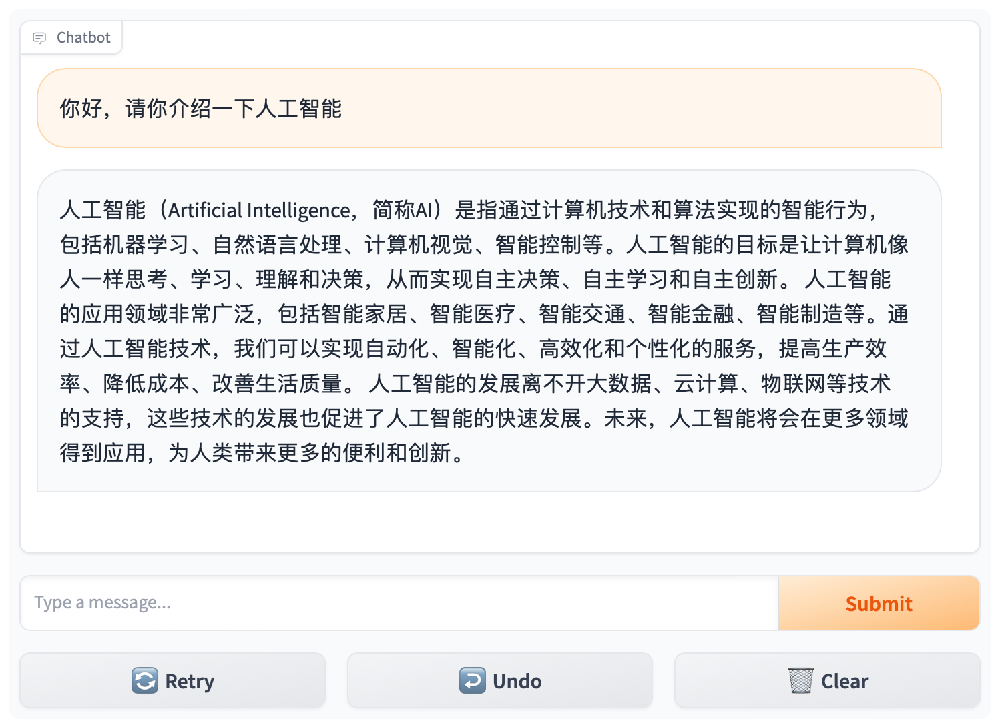 Chatbot
你好，请你介绍一下人工智能
人工智能（Artificial Intelligence，简称AI）是指通过计算机技术和算法实现的智能行为，
包括机器学习、自然语言处理、计算机视觉、智能控制等。人工智能的目标是让计算机像
人一样思考、学习、理解和决策，从而实现自主决策、自主学习和自主创新。 人工智能
的应用领域非常广泛，包括智能家居、智能医疗、智能交通、智能金融、智能制造等。通
过人工智能技术，我们可以实现自动化、智能化、高效化和个性化的服务，提高生产效
率、降低成本、改善生活质量。 人工智能的发展离不开大数据、云计算、物联网等技术
的支持，这些技术的发展也促进了人工智能的快速发展。未来，人工智能将会在更多领域
得到应用，为人类带来更多的便利和创新。
Type a message...
Submit
Retry
Undo
Clear